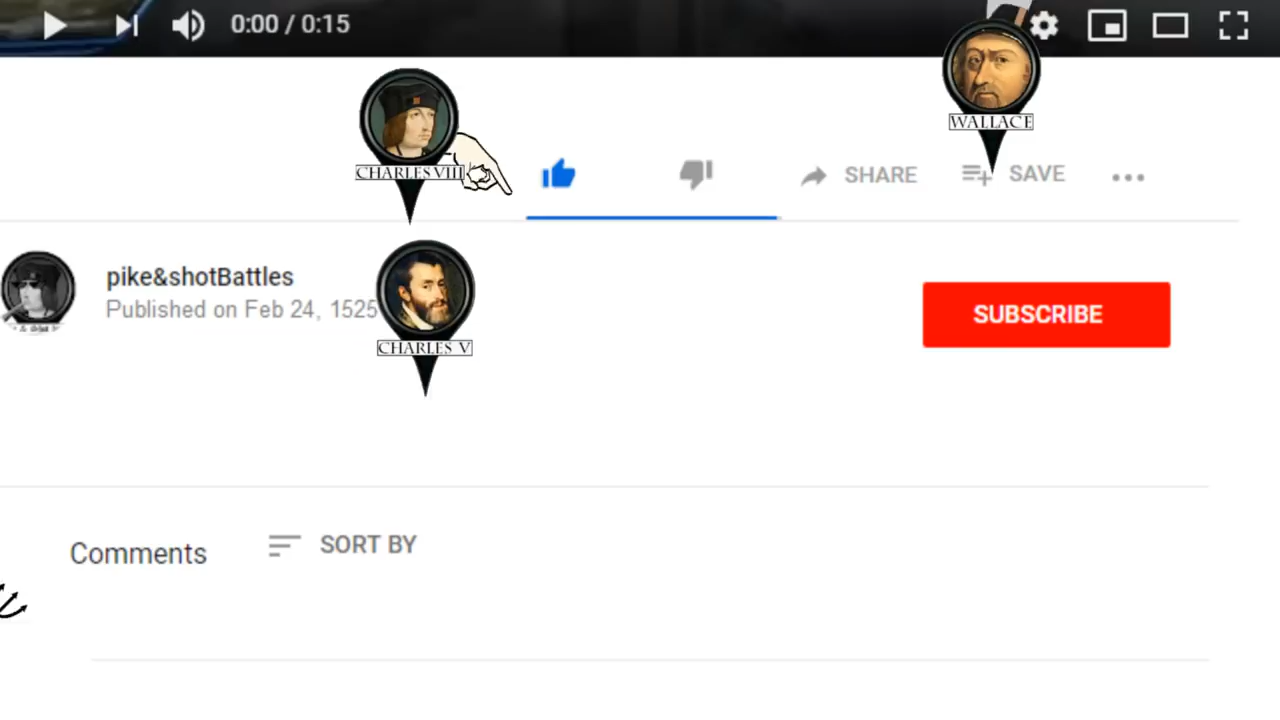 0:00 / 0:15
WALLACE
CHARLES VIII
SHARE
SAVE
pike&shotBattles
Published on Feb 24, 1525
CHARLES V
SUBSCRIBE
Comments
SORT BY